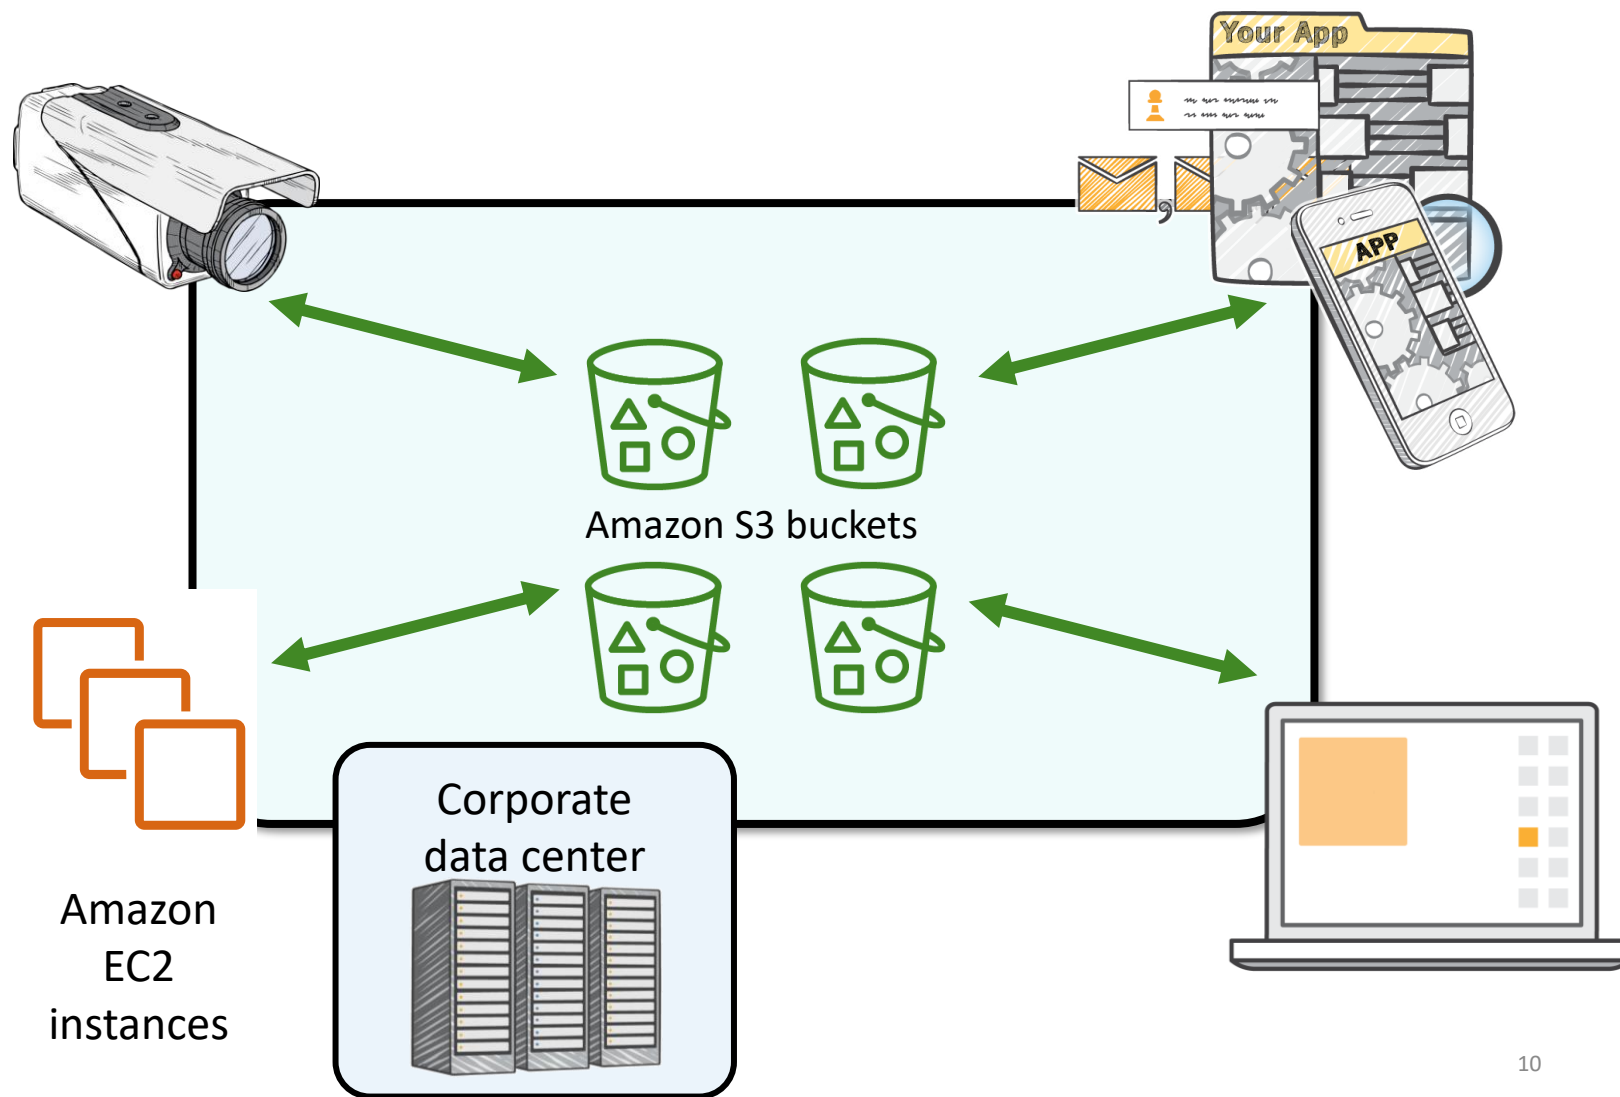 Your App
APP
Amazon S3 buckets
Corporate
data center
Amazon
EC2
instances
10